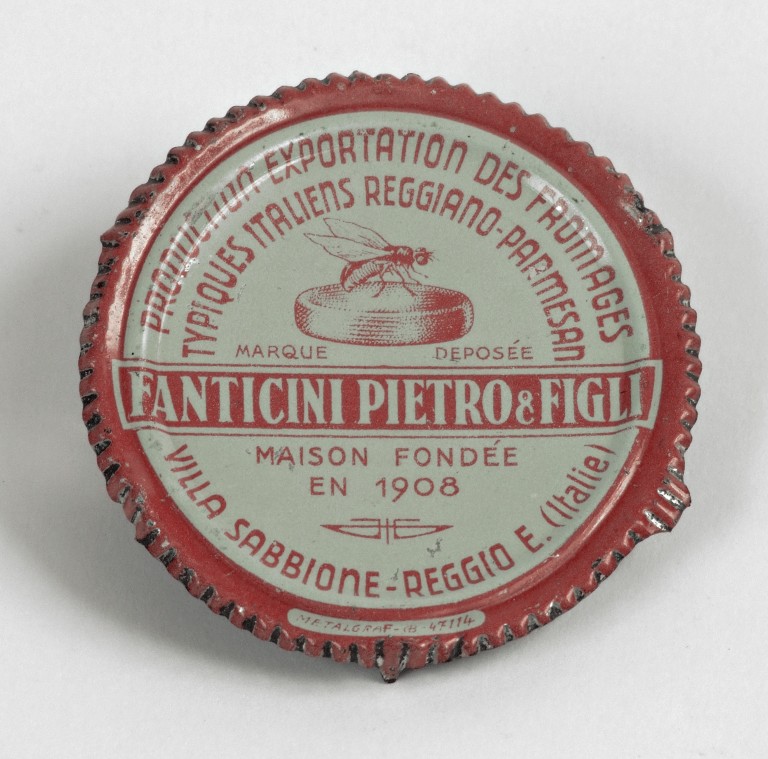 PRODUCTION EXPORTATION DES FROMAGES
TYPIQUES ITALIENS REGGIANO-PARMESAN
MARQUE DEPOSÉE
FANTICINI PIETRO & FIGLI
MAISON FONDÉE
EN 1908
VILLA SABBIONE-REGGIO E. (Italie)
METALGRAF-IB-47114